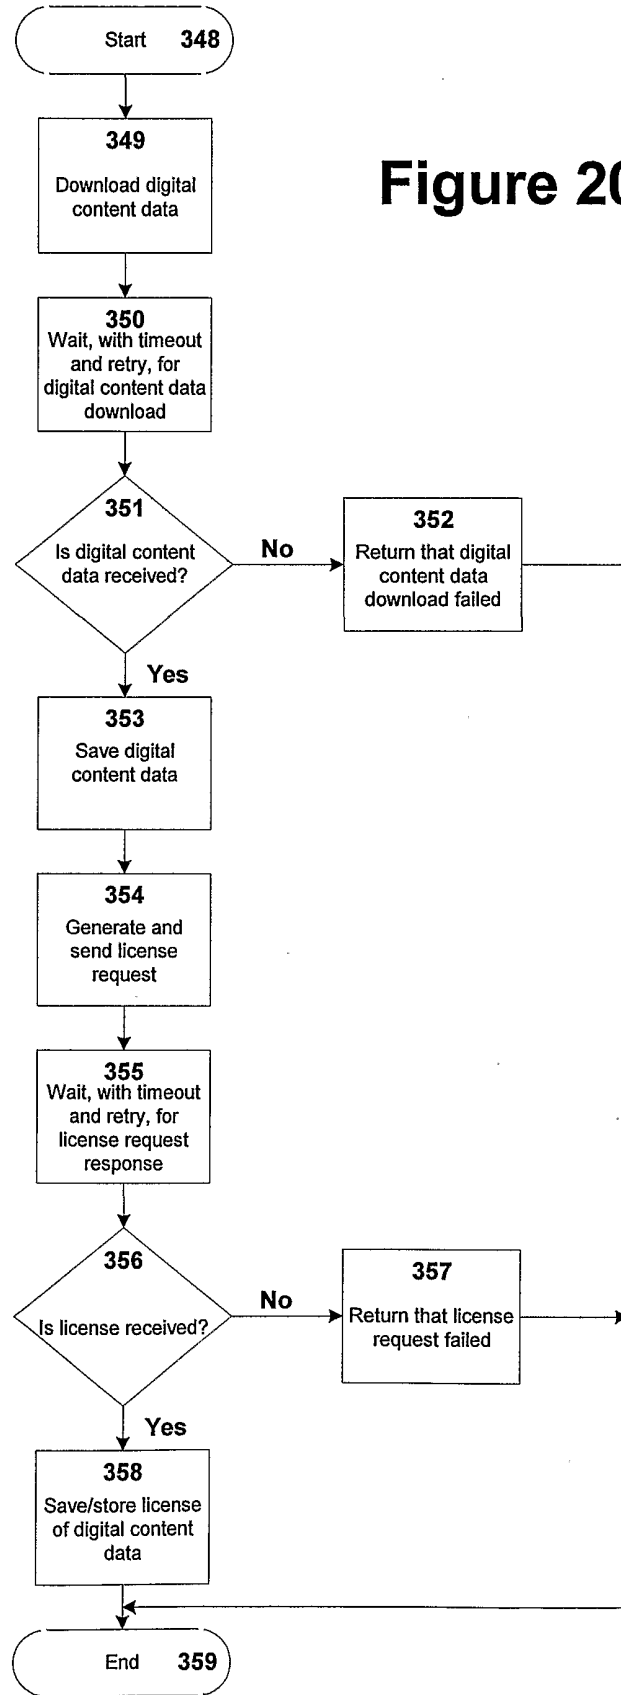 Start 348
349
Download digital
content data
Figure 20
350
Wait, with timeout
and retry, for
digital content data
download
351
Is digital content
data received?
No
352
Return that digital
content data
download failed
Yes
353
Save digital
content data
354
Generate and
send license
request
355
Wait, with timeout
and retry, for
license request
response
356
Is license received?
No
357
Return that license
request failed
Yes
358
Save/store license
of digital content
data
End 359